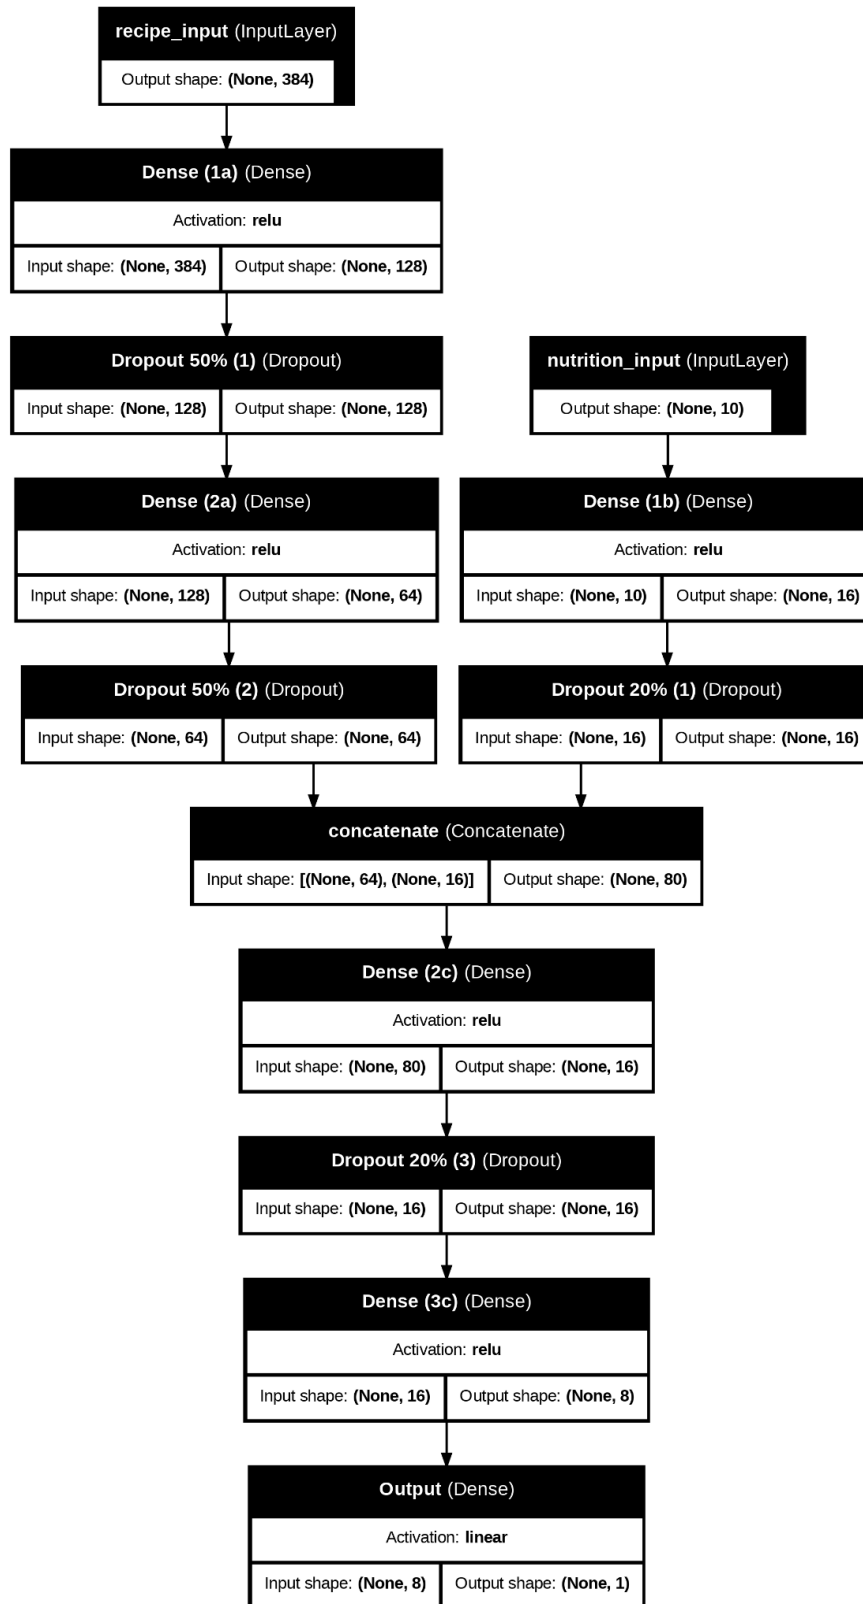 recipe_input (InputLayer)
Output shape: (None, 384)
Dense (1a) (Dense)
Activation: relu
Input shape: (None, 384) Output shape: (None, 128)
Dropout 50% (1) (Dropout)
Input shape: (None, 128) Output shape: (None, 128)
nutrition_input (InputLayer)
Output shape: (None, 10)
Dense (2a) (Dense)
Activation: relu
Input shape: (None, 128) Output shape: (None, 64)
Dense (1b) (Dense)
Activation: relu
Input shape: (None, 10) Output shape: (None, 16)
Dropout 50% (2) (Dropout)
Input shape: (None, 64) Output shape: (None, 64)
Dropout 20% (1) (Dropout)
Input shape: (None, 16) Output shape: (None, 16)
concatenate (Concatenate)
Input shape: [(None, 64), (None, 16)] Output shape: (None, 80)
Dense (2c) (Dense)
Activation: relu
Input shape: (None, 80) Output shape: (None, 16)
Dropout 20% (3) (Dropout)
Input shape: (None, 16) Output shape: (None, 16)
Dense (3c) (Dense)
Activation: relu
Input shape: (None, 16) Output shape: (None, 8)
Output (Dense)
Activation: linear
Input shape: (None, 8) Output shape: (None, 1)